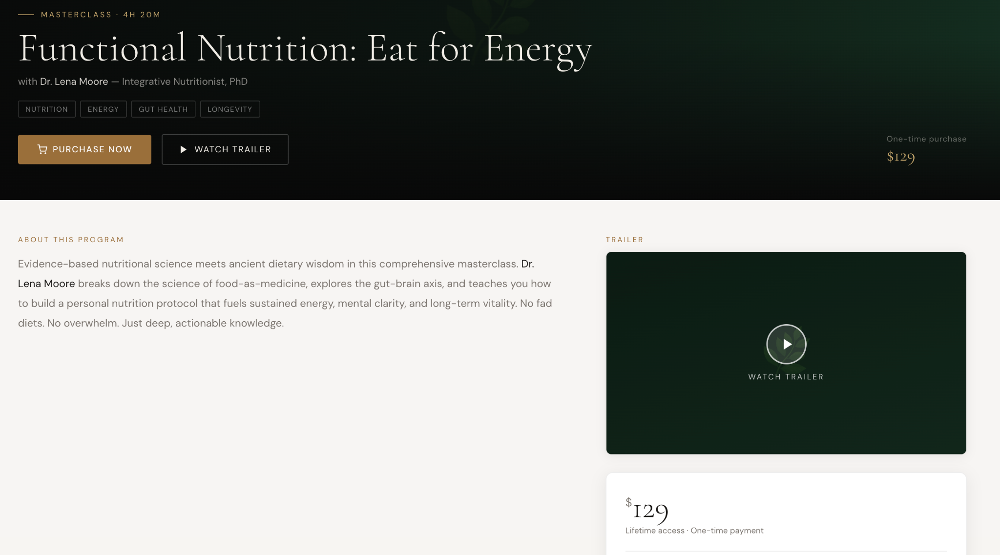 MASTERCLASS · 4H 20M
Functional Nutrition: Eat for Energy
with Dr. Lena Moore — Integrative Nutritionist, PhD
NUTRITION ENERGY GUT HEALTH LONGEVITY
PURCHASE NOW WATCH TRAILER
One-time purchase
$129
ABOUT THIS PROGRAM
Evidence-based nutritional science meets ancient dietary wisdom in this comprehensive masterclass. Dr.
Lena Moore breaks down the science of food-as-medicine, explores the gut-brain axis, and teaches you how
to build a personal nutrition protocol that fuels sustained energy, mental clarity, and long-term vitality. No fad
diets. No overwhelm. Just deep, actionable knowledge.
TRAILER
WATCH TRAILER
$129
Lifetime access · One-time payment